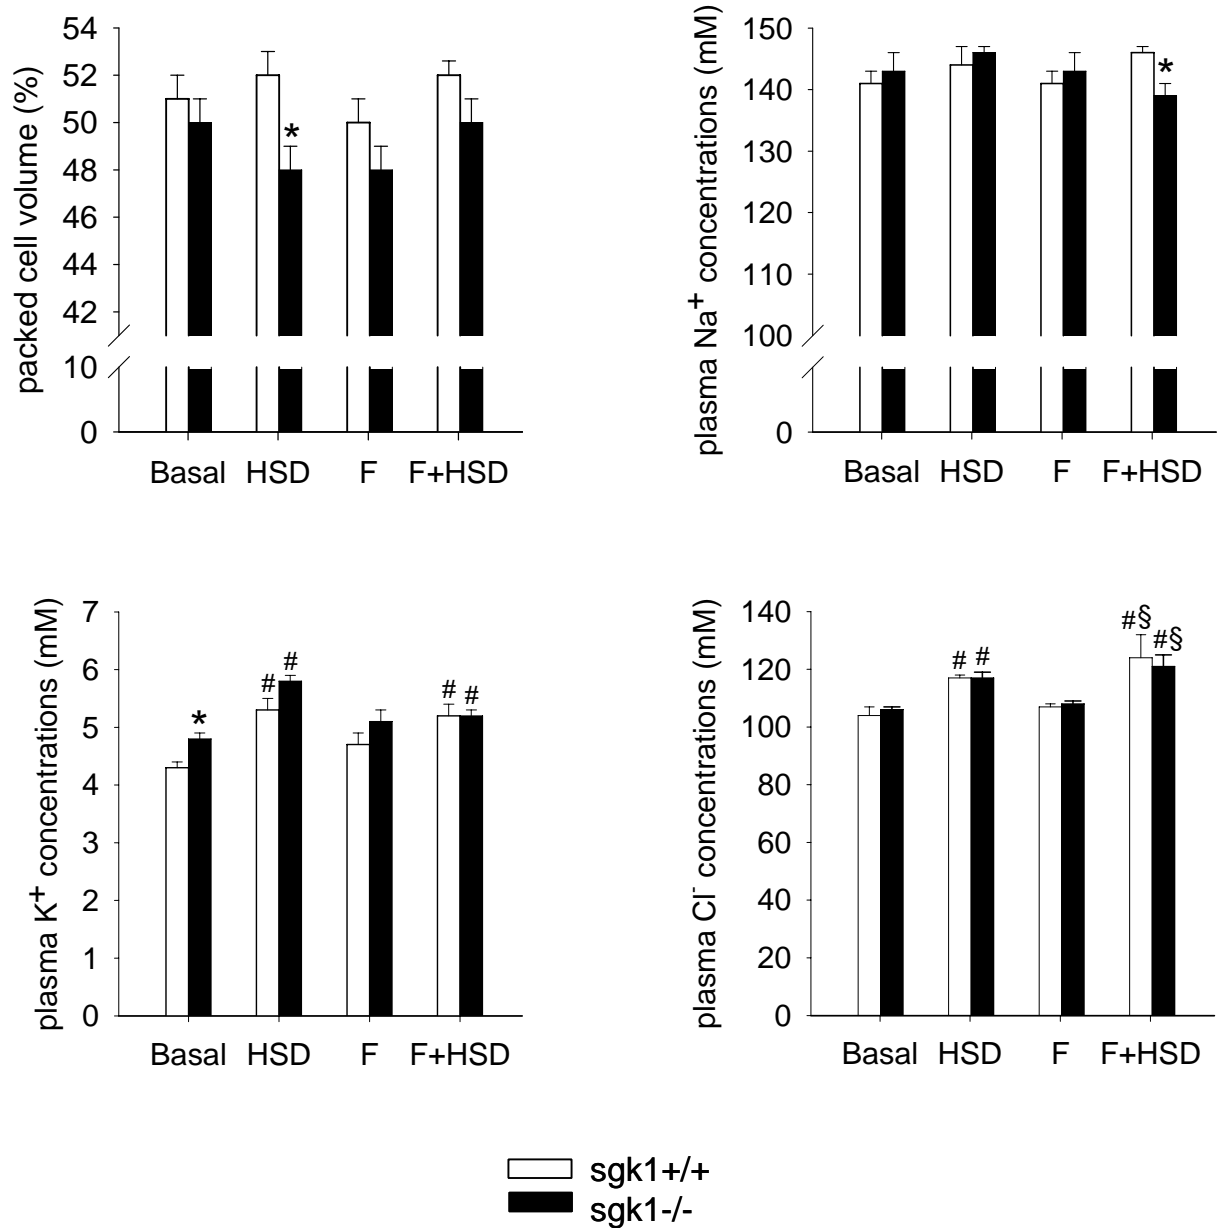 packed cell volume (%)
54
52
50
48
46
44
42
10
0
*
Basal HSD F F+HSD
plasma Na⁺ concentrations (mM)
150
140
130
120
110
100
0
*
Basal HSD F F+HSD
plasma K⁺ concentrations (mM)
7
6
5
4
3
2
1
0
* # # # #
Basal HSD F F+HSD
plasma Cl⁻ concentrations (mM)
140
120
100
80
60
40
20
0
# # #§ #§
Basal HSD F F+HSD
sgk1+/+
sgk1-/-